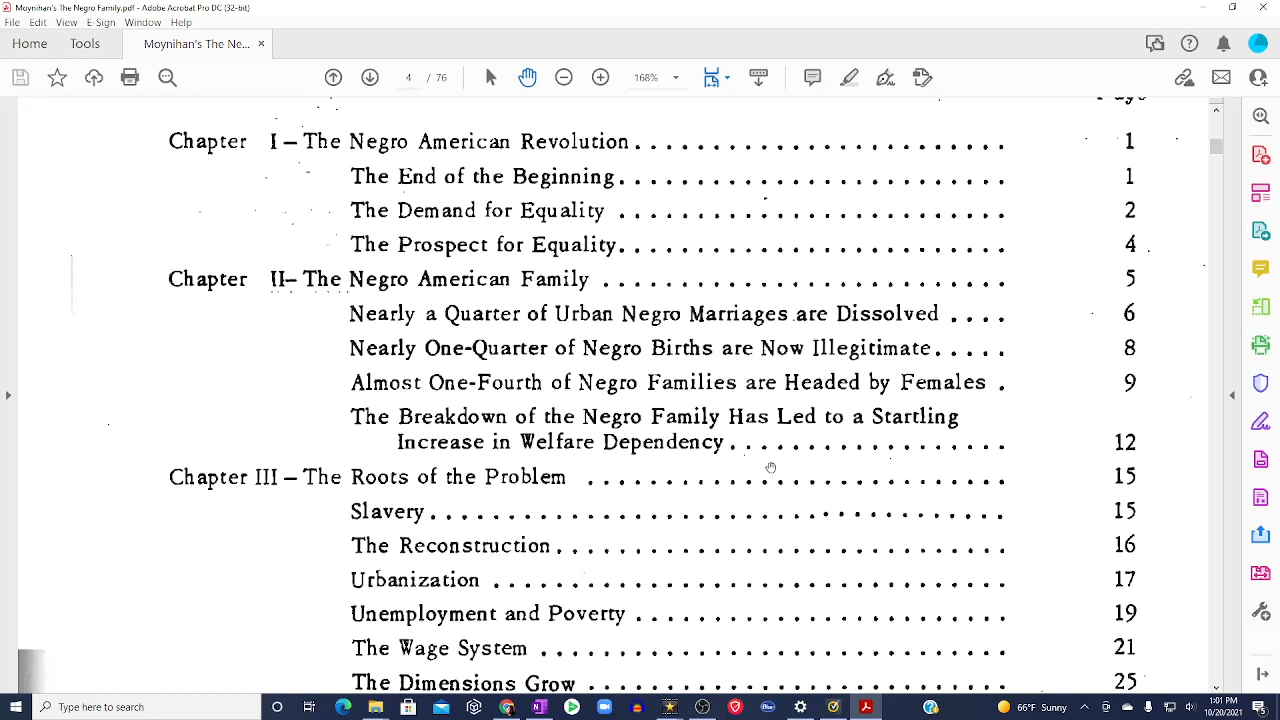 Moynihan's The Negro Family.pdf - Adobe Acrobat Pro DC (32-bit)
File Edit View E-Sign Window Help
Home Tools Moynihan's The Ne... ×
4 / 76 168%
Chapter I – The Negro American Revolution........................ 1
The End of the Beginning......................... 1
The Demand for Equality ......................... 2
The Prospect for Equality......................... 4
Chapter II– The Negro American Family .......................... 5
Nearly a Quarter of Urban Negro Marriages are Dissolved .... 6
Nearly One-Quarter of Negro Births are Now Illegitimate..... 8
Almost One-Fourth of Negro Families are Headed by Females . 9
The Breakdown of the Negro Family Has Led to a Startling
Increase in Welfare Dependency.................. 12
Chapter III – The Roots of the Problem ........................... 15
Slavery..................................... 15
The Reconstruction............................. 16
Urbanization ................................. 17
Unemployment and Poverty ........................ 19
The Wage System .............................. 21
The Dimensions Grow ........................... 25
Type here to search
66°F Sunny
1:01 PM
10/20/2021